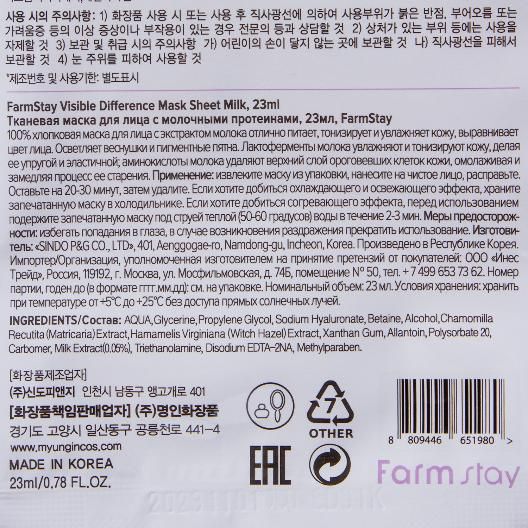 사용 시의 주의사항: 1) 화장품 사용 시 또는 사용 후 직사광선에 의하여 사용부위가 붉은 반점, 부어오름 또는
가려움증 등의 이상 증상이나 부작용이 있는 경우 전문의 등과 상담할 것 2) 상처가 있는 부위 등에는 사용을
자제할 것 3) 보관 및 취급 시의 주의사항 가) 어린이의 손이 닿지 않는 곳에 보관할 것 나) 직사광선을 피해서
보관할 것 4) 눈 주위를 피하여 사용할 것
*제조번호 및 사용기한: 별도표시
FarmStay Visible Difference Mask Sheet Milk, 23ml
Тканевая маска для лица с молочными протеинами, 23мл, FarmStay
100% хлопковая маска для лица с экстрактом молока отлично питает, тонизирует и увлажняет кожу, выравнивает
цвет лица. Осветляет веснушки и пигментные пятна. Лактоферменты молока увлажняют и тонизируют кожу, делая
ее упругой и эластичной; аминокислоты молока удаляют верхний слой ороговевших клеток кожи, омолаживая и
замедляя процесс ее старения. Применение: извлеките маску из упаковки, нанесите на чистое лицо, расправьте.
Оставьте на 20-30 минут, затем удалите. Если хотите добиться охлаждающего и освежающего эффекта, храните
запечатанную маску в холодильнике. Если хотите добиться согревающего эффекта, перед использованием
подержите запечатанную маску под струей теплой (50-60 градусов) воды в течение 2-3 мин. Меры предосторож-
ности: избегать попадания в глаза, в случае возникновения раздражения прекратить использование. Изготови-
тель: «SINDO P&G CO., LTD», 401, Aenggogae-ro, Namdong-gu, Incheon, Korea. Произведено в Республике Корея.
Импортер/Организация, уполномоченная изготовителем на принятие претензий от покупателей: ООО «Инес
Трейд», Россия, 119192, г. Москва, ул. Мосфильмовская, д. 74Б, помещение № 50, тел. + 7 499 653 73 62. Номер
партии, годен до (в формате гггг.мм.дд): см. на упаковке. Номинальный объем: 23 мл. Условия хранения: хранить
при температуре от +5°C до +25°C без доступа прямых солнечных лучей.
INGREDIENTS/Состав: AQUA, Glycerine, Propylene Glycol, Sodium Hyaluronate, Betaine, Alcohol, Chamomilla
Recutita (Matricaria) Extract, Hamamelis Virginiana (Witch Hazel) Extract, Xanthan Gum, Allantoin, Polysorbate 20,
Carbomer, Milk Extract(0.05%), Triethanolamine, Disodium EDTA-2NA, Methylparaben.
[화장품제조업자]
(주)신도피앤지 인천시 남동구 앵고개로 401
[화장품책임판매업자] (주)명인화장품
경기도 고양시 일산동구 공릉천로 441-4
www.myungincos.com
MADE IN KOREA
23ml/0.78 FL.OZ.
7
OTHER
EAC
8 809446 651980 >
Farm stay